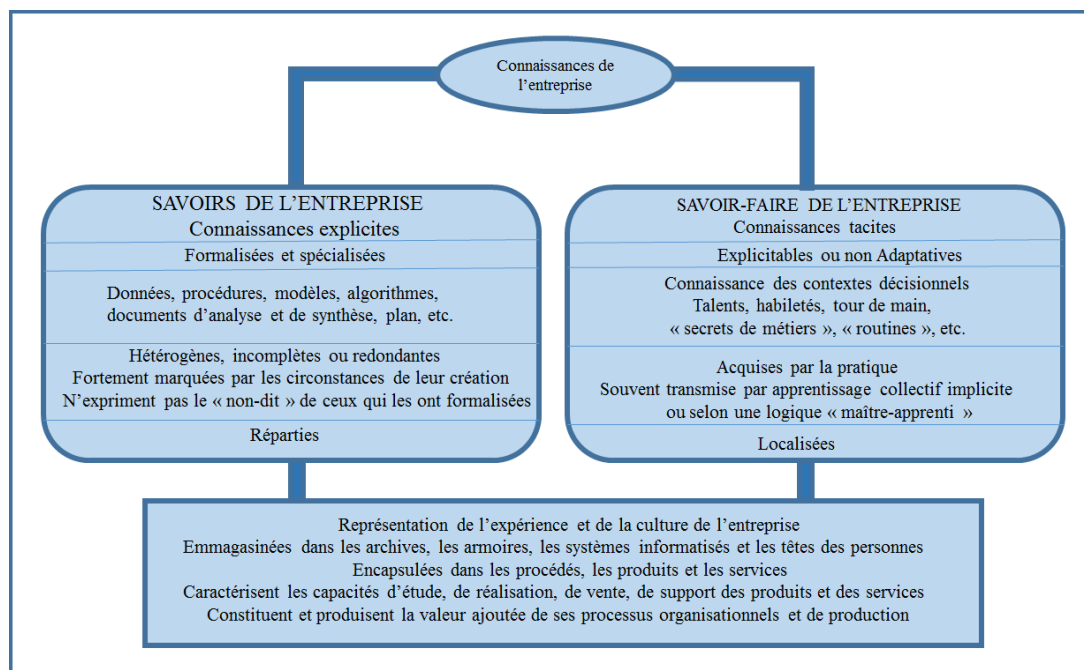 Connaissances de
l'entreprise
SAVOIRS DE L'ENTREPRISE
Connaissances explicites
Formalisées et spécialisées
Données, procédures, modèles, algorithmes,
documents d'analyse et de synthèse, plan, etc.
Hétérogènes, incomplètes ou redondantes
Fortement marquées par les circonstances de leur création
N'expriment pas le « non-dit » de ceux qui les ont formalisées
Réparties
SAVOIR-FAIRE DE L'ENTREPRISE
Connaissances tacites
Explicitables ou non Adaptatives
Connaissance des contextes décisionnels
Talents, habiletés, tour de main,
« secrets de métiers », « routines », etc.
Acquises par la pratique
Souvent transmise par apprentissage collectif implicite
ou selon une logique « maître-apprenti »
Localisées
Représentation de l'expérience et de la culture de l'entreprise
Emmagasinées dans les archives, les armoires, les systèmes informatisés et les têtes des personnes
Encapsulées dans les procédés, les produits et les services
Caractérisent les capacités d'étude, de réalisation, de vente, de support des produits et des services
Constituent et produisent la valeur ajoutée de ses processus organisationnels et de production